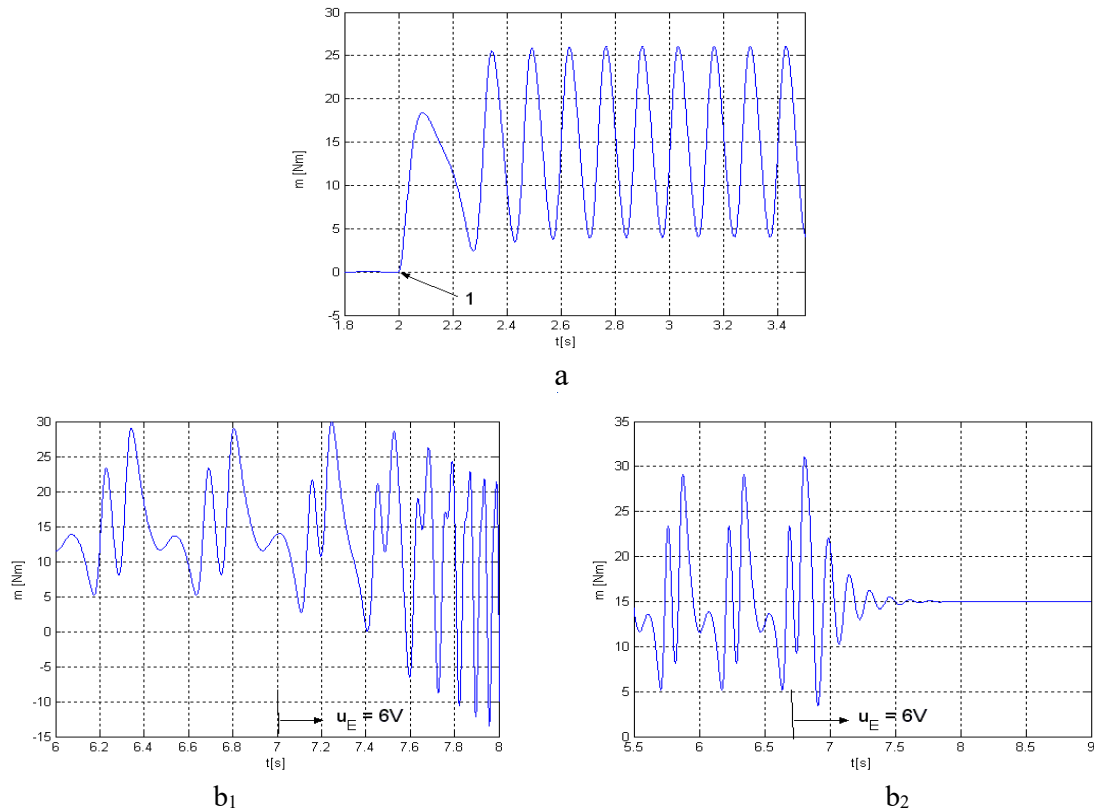 30
25
20
15
10
5
0
-5
m [Nm]
1
1.8 2 2.2 2.4 2.6 2.8 3 3.2 3.4
t[s]
a
30
25
20
15
10
5
0
-5
-10
-15
m [Nm]
u_E = 6V
6 6.2 6.4 6.6 6.8 7 7.2 7.4 7.6 7.8 8
t[s]
b₁
35
30
25
20
15
10
5
0
m [Nm]
u_E = 6V
5.5 6 6.5 7 7.5 8 8.5 9
t[s]
b₂